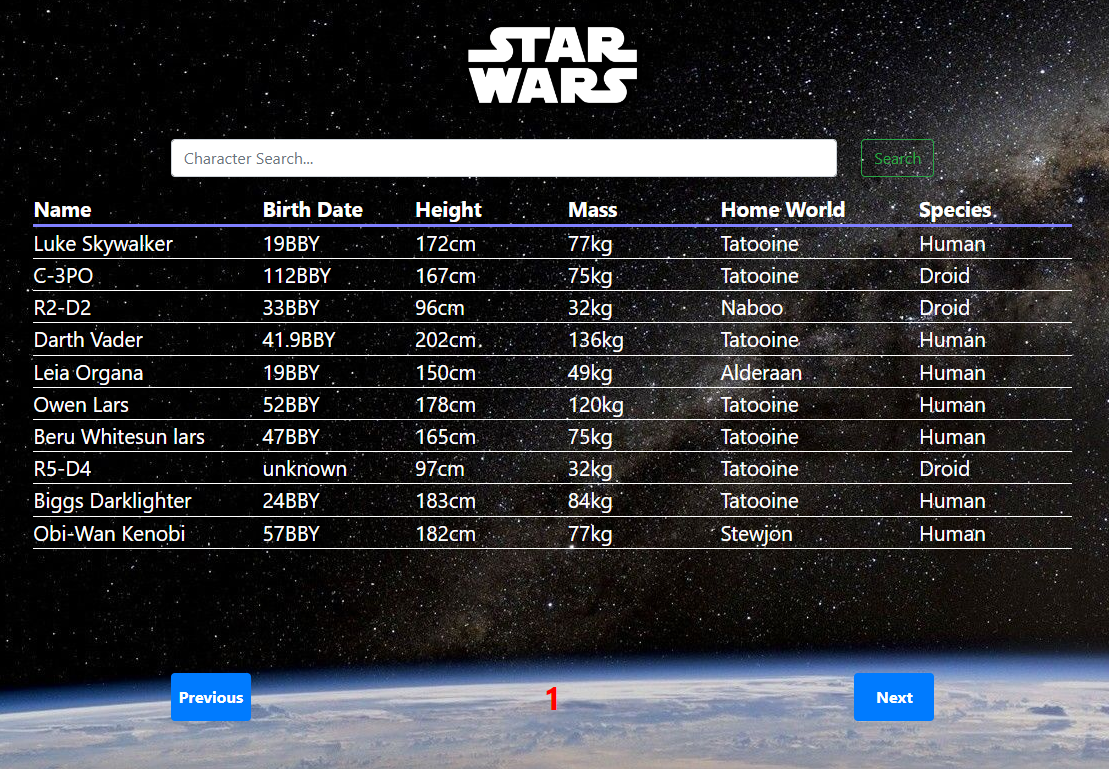 STAR
WARS
Character Search... Search
Name Birth Date Height Mass Home World Species
Luke Skywalker 19BBY 172cm 77kg Tatooine Human
C-3PO 112BBY 167cm 75kg Tatooine Droid
R2-D2 33BBY 96cm 32kg Naboo Droid
Darth Vader 41.9BBY 202cm 136kg Tatooine Human
Leia Organa 19BBY 150cm 49kg Alderaan Human
Owen Lars 52BBY 178cm 120kg Tatooine Human
Beru Whitesun lars 47BBY 165cm 75kg Tatooine Human
R5-D4 unknown 97cm 32kg Tatooine Droid
Biggs Darklighter 24BBY 183cm 84kg Tatooine Human
Obi-Wan Kenobi 57BBY 182cm 77kg Stewjon Human
Previous 1 Next